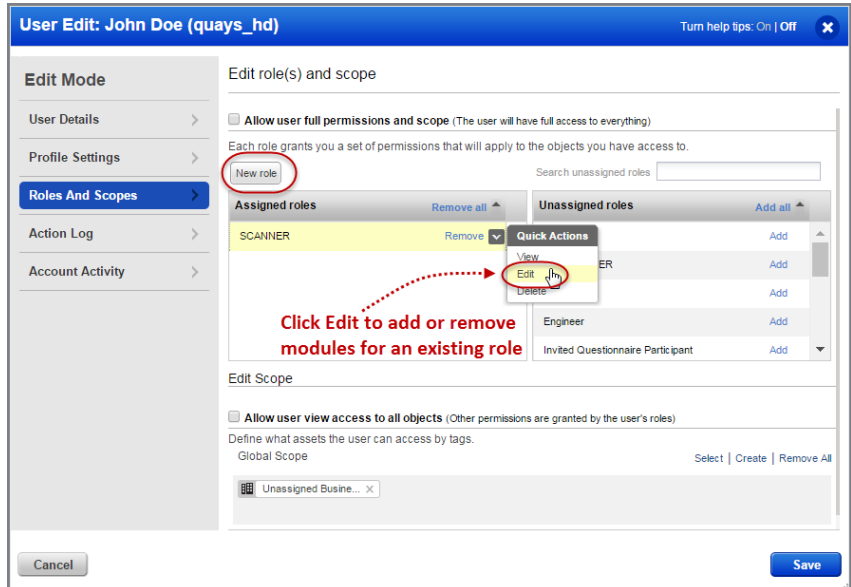 User Edit: John Doe (quays_hd)
Turn help tips: On | Off
Edit Mode
User Details
Profile Settings
Roles And Scopes
Action Log
Account Activity
Edit role(s) and scope
Allow user full permissions and scope (The user will have full access to everything)
Each role grants you a set of permissions that will apply to the objects you have access to.
New role
Search unassigned roles
Assigned roles Remove all
Unassigned roles Add all
SCANNER Remove
Quick Actions
View
Edit
Delete
Add
ER Add
Add
Engineer Add
Invited Questionnaire Participant Add
Click Edit to add or remove
modules for an existing role
Edit Scope
Allow user view access to all objects (Other permissions are granted by the user's roles)
Define what assets the user can access by tags.
Global Scope
Select | Create | Remove All
Unassigned Busine...
Cancel
Save